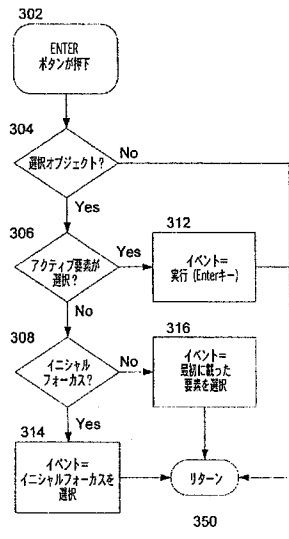 302
ENTER
ボタンが押下
304
選択オブジェクト?
No
Yes
306
アクティブ要素が
選択?
Yes
312
イベント=
実行 (Enterキー)
No
308
イニシャル
フォーカス?
No
316
イベント=
最初に載った
要素を選択
Yes
314
イベント=
イニシャルフォーカスを
選択
リターン
350